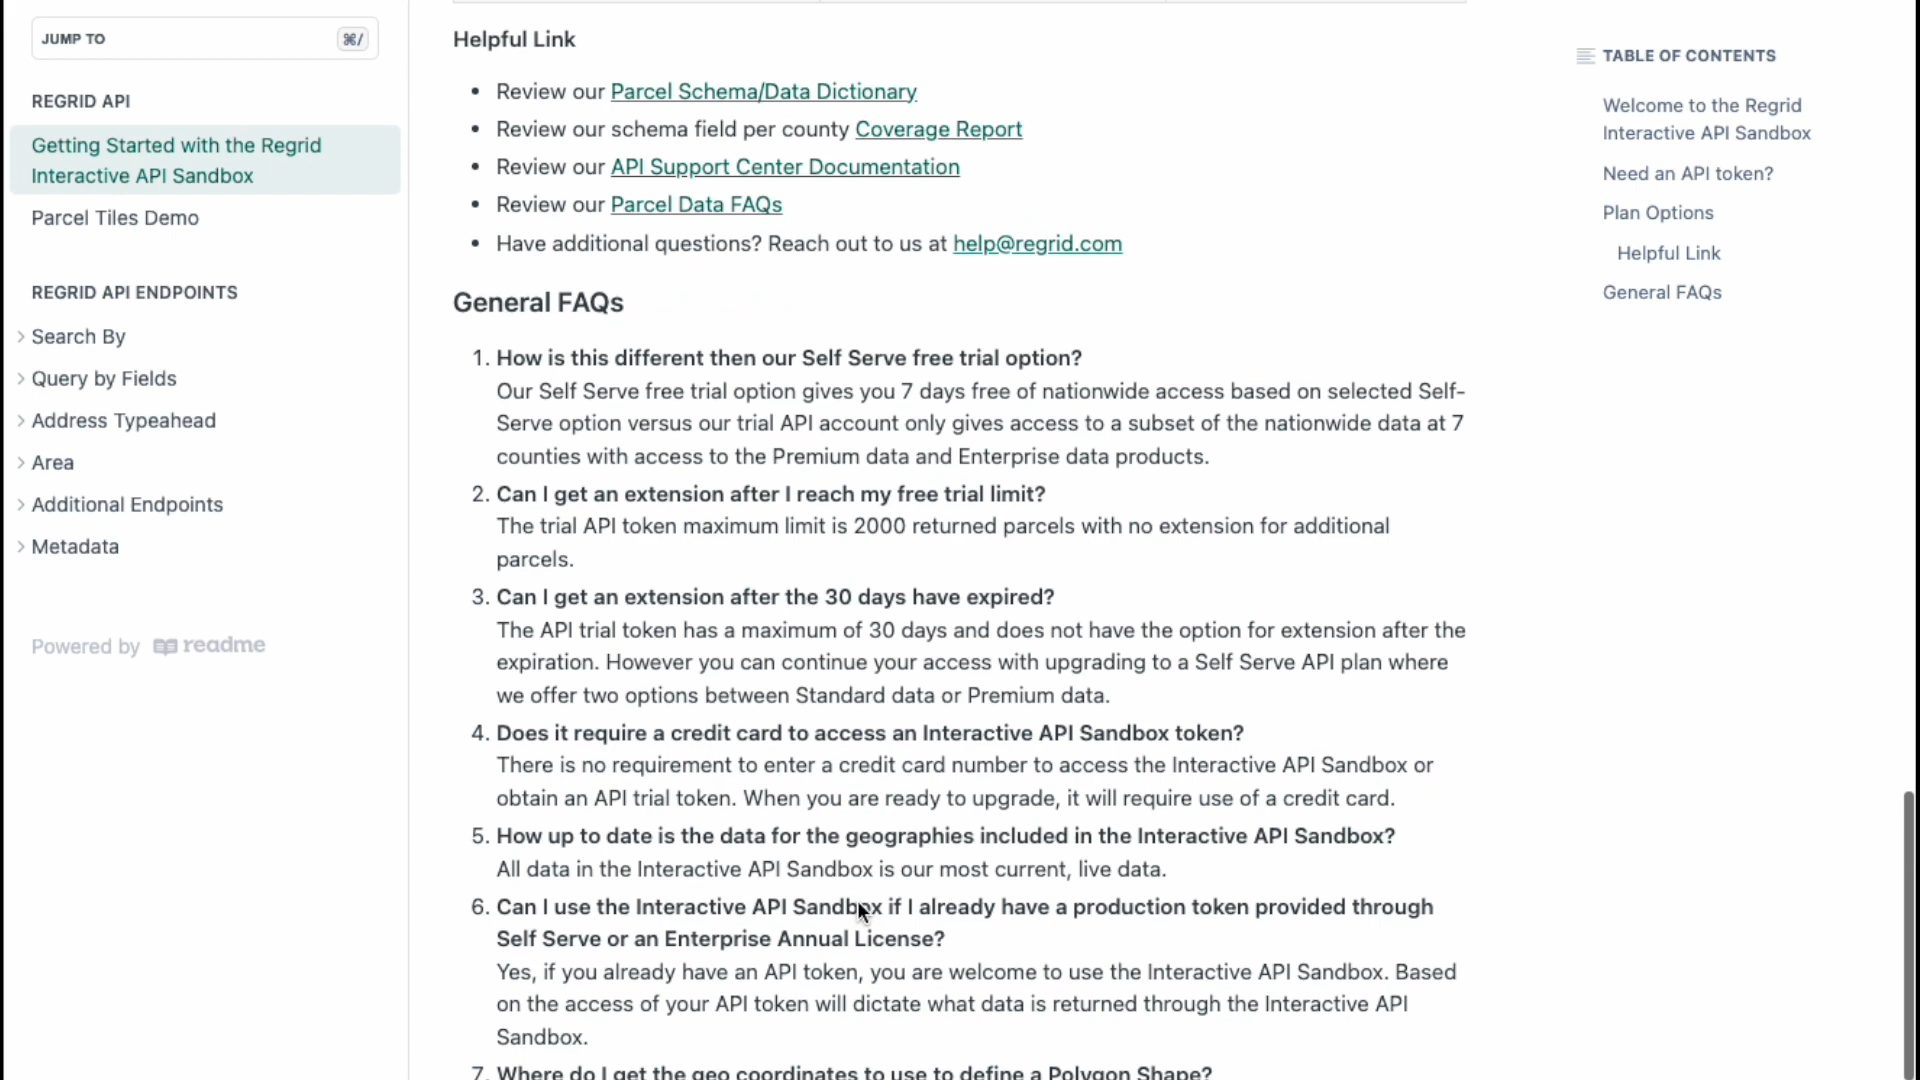 JUMP TO
⌘/
REGRID API
Getting Started with the Regrid
Interactive API Sandbox
Parcel Tiles Demo
REGRID API ENDPOINTS
Search By
Query by Fields
Address Typeahead
Area
Additional Endpoints
Metadata
Powered by readme
Helpful Link
• Review our Parcel Schema/Data Dictionary
• Review our schema field per county Coverage Report
• Review our API Support Center Documentation
• Review our Parcel Data FAQs
• Have additional questions? Reach out to us at help@regrid.com
General FAQs
1. How is this different then our Self Serve free trial option?
Our Self Serve free trial option gives you 7 days free of nationwide access based on selected Self-
Serve option versus our trial API account only gives access to a subset of the nationwide data at 7
counties with access to the Premium data and Enterprise data products.
2. Can I get an extension after I reach my free trial limit?
The trial API token maximum limit is 2000 returned parcels with no extension for additional
parcels.
3. Can I get an extension after the 30 days have expired?
The API trial token has a maximum of 30 days and does not have the option for extension after the
expiration. However you can continue your access with upgrading to a Self Serve API plan where
we offer two options between Standard data or Premium data.
4. Does it require a credit card to access an Interactive API Sandbox token?
There is no requirement to enter a credit card number to access the Interactive API Sandbox or
obtain an API trial token. When you are ready to upgrade, it will require use of a credit card.
5. How up to date is the data for the geographies included in the Interactive API Sandbox?
All data in the Interactive API Sandbox is our most current, live data.
6. Can I use the Interactive API Sandbox if I already have a production token provided through
Self Serve or an Enterprise Annual License?
Yes, if you already have an API token, you are welcome to use the Interactive API Sandbox. Based
on the access of your API token will dictate what data is returned through the Interactive API
Sandbox.
7. Where do I get the geo coordinates to use to define a Polygon Shape?
TABLE OF CONTENTS
Welcome to the Regrid
Interactive API Sandbox
Need an API token?
Plan Options
Helpful Link
General FAQs